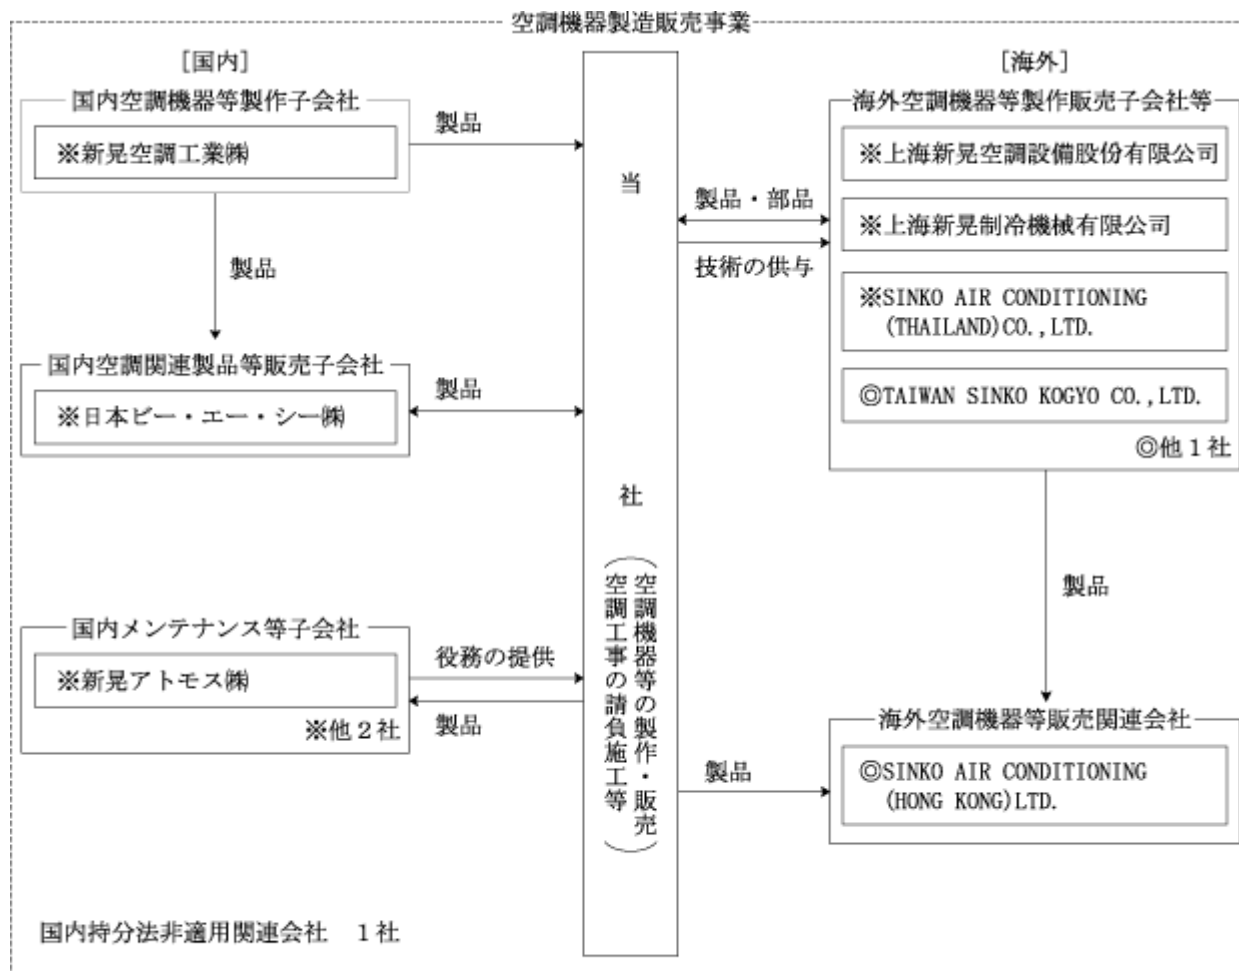 空調機器製造販売事業
［国内］
国内空調機器等製作子会社
※新晃空調工業㈱
製品
製品
国内空調関連製品等販売子会社
※日本ビー・エー・シー㈱
製品
国内メンテナンス等子会社
※新晃アトモス㈱
※他２社
役務の提供
製品
国内持分法非適用関連会社　１社
当
社
（空調機器等の製作・販売
空調工事の請負施工等）
［海外］
海外空調機器等製作販売子会社等
※上海新晃空調設備股份有限公司
※上海新晃制冷機械有限公司
※SINKO AIR CONDITIONING
(THAILAND)CO.,LTD.
◎TAIWAN SINKO KOGYO CO.,LTD.
◎他１社
製品・部品
技術の供与
製品
海外空調機器等販売関連会社
◎SINKO AIR CONDITIONING
(HONG KONG)LTD.
製品